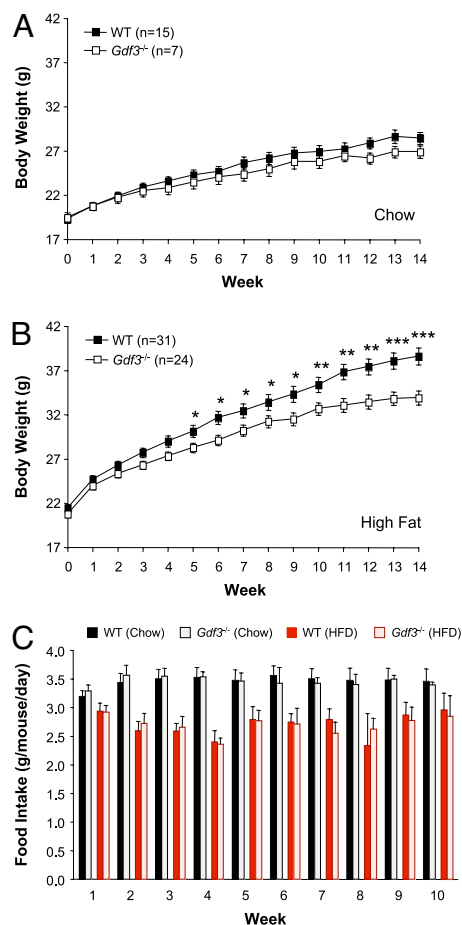 A
Body Weight (g)
42
37
32
27
22
17
WT (n=15)
Gdf3-/- (n=7)
Chow
0 1 2 3 4 5 6 7 8 9 10 11 12 13 14
Week
B
Body Weight (g)
42
37
32
27
22
17
WT (n=31)
Gdf3-/- (n=24)
* * * * * ** ** ** *** ***
High Fat
0 1 2 3 4 5 6 7 8 9 10 11 12 13 14
Week
C
WT (Chow) Gdf3-/- (Chow) WT (HFD) Gdf3-/- (HFD)
Food Intake (g/mouse/day)
4,0
3,5
3,0
2,5
2,0
1,5
1,0
0,5
0,0
1 2 3 4 5 6 7 8 9 10
Week